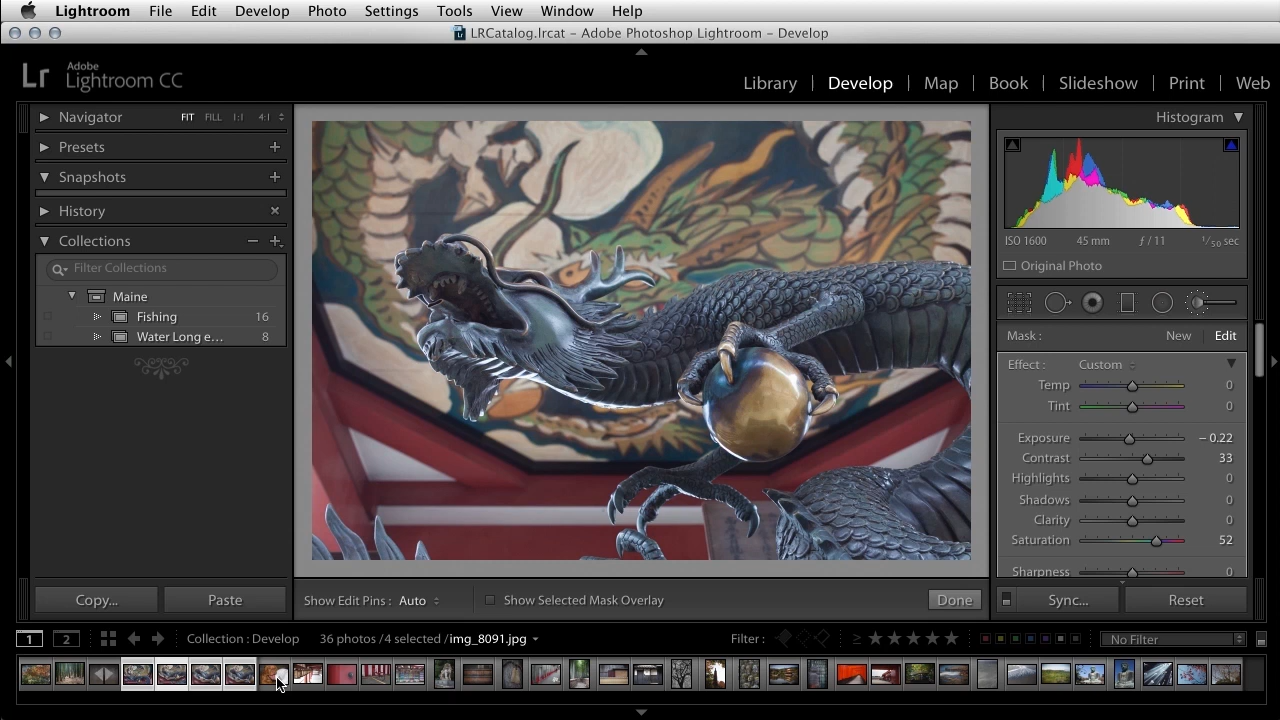 Lightroom File Edit Develop Photo Settings Tools View Window Help
LRCatalog.lrcat – Adobe Photoshop Lightroom – Develop
Lr Adobe Lightroom CC
Library | Develop | Map | Book | Slideshow | Print | Web
Navigator FIT FILL 1:1 4:1
Presets
Snapshots
History
Collections
Filter Collections
Maine
Fishing 16
Water Long e... 8
Copy... Paste
Histogram
ISO 1600 45 mm ƒ / 11 1/50 sec
Original Photo
Mask : New Edit
Effect : Custom
Temp 0
Tint 0
Exposure – 0.22
Contrast 33
Highlights 0
Shadows 0
Clarity 0
Saturation 52
Sharpness 0
Show Edit Pins : Auto Show Selected Mask Overlay Done
Sync... Reset
1 2 Collection : Develop 36 photos /4 selected /img_8091.jpg Filter : No Filter